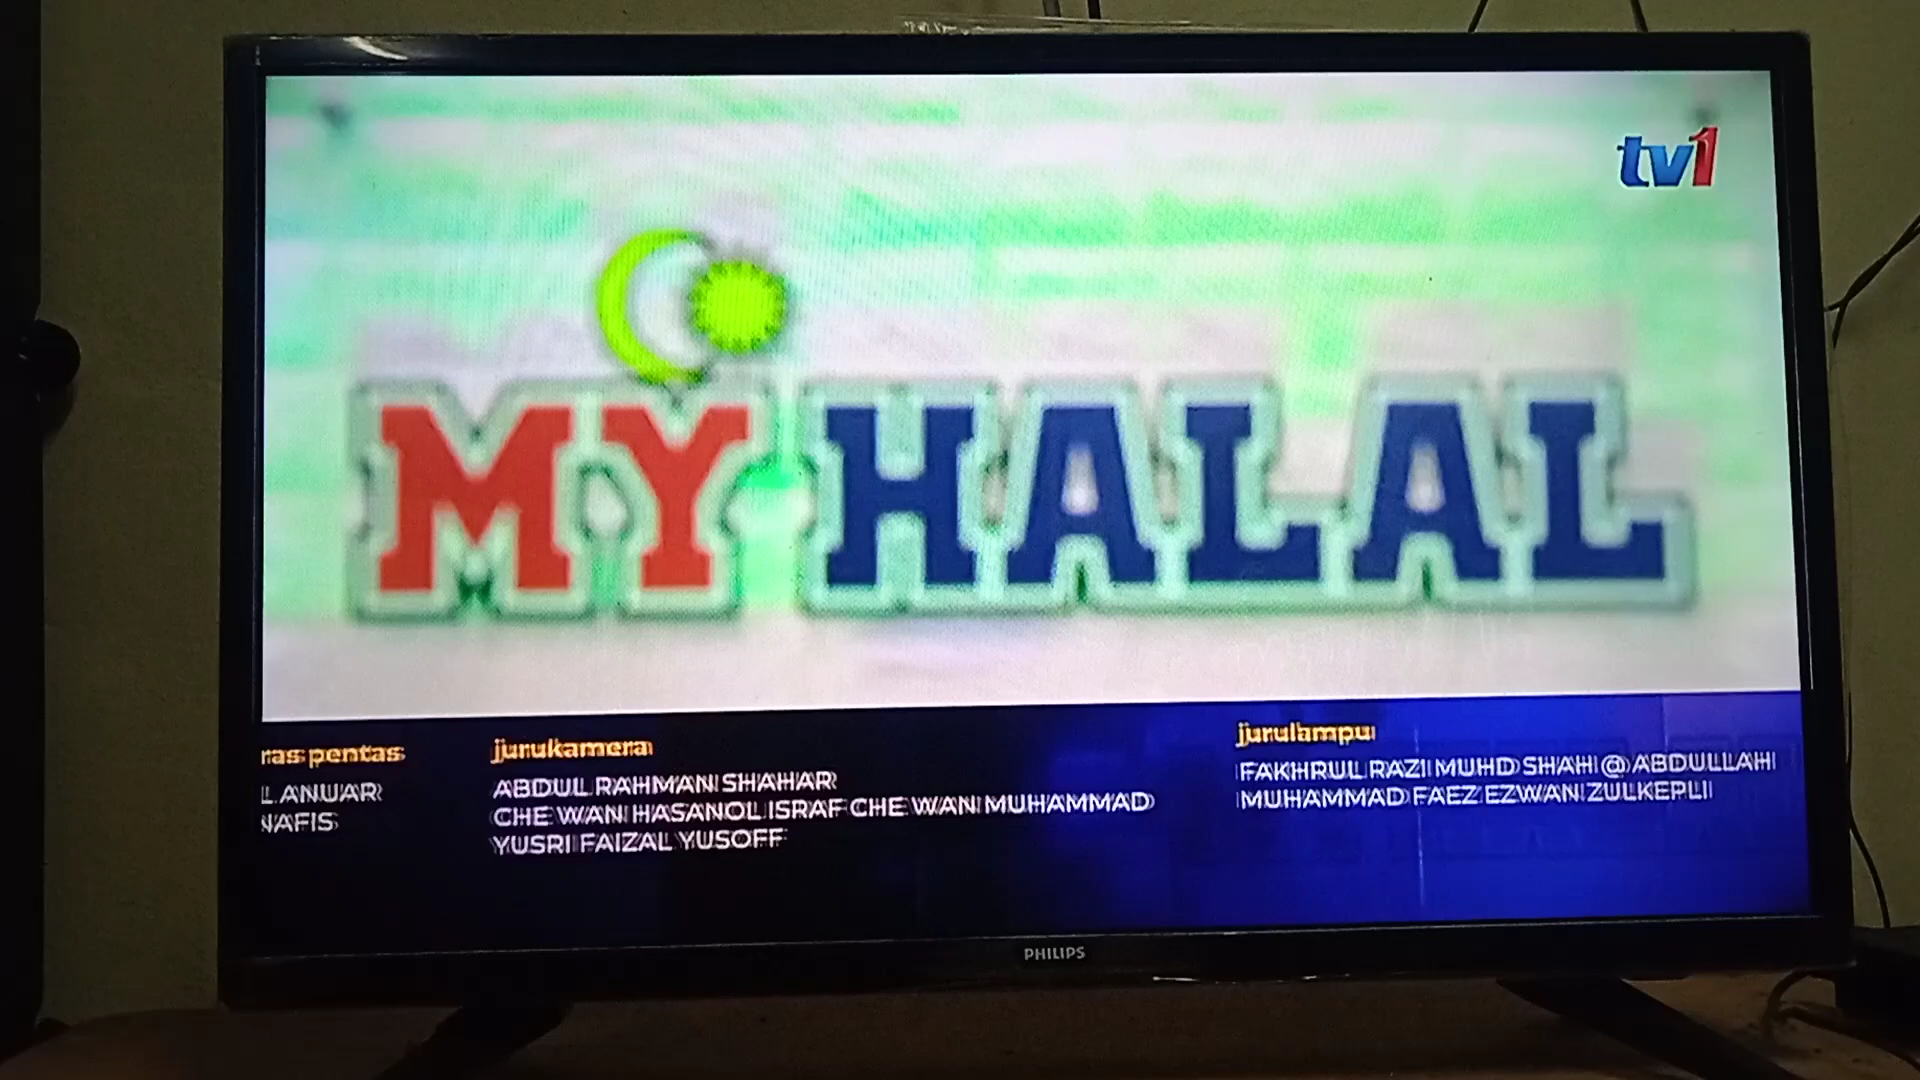 tv1
MY HALAL
ras pentas
L ANUAR
NAFIS
jurukamera
ABDUL RAHMAN SHAHAR
CHE WAN HASANOL ISRAF CHE WAN MUHAMMAD
YUSRI FAIZAL YUSOFF
jurulampu
FAKHRUL RAZI MUHD SHAH @ ABDULLAH
MUHAMMAD FAEZ EZWAN ZULKEPLI
PHILIPS